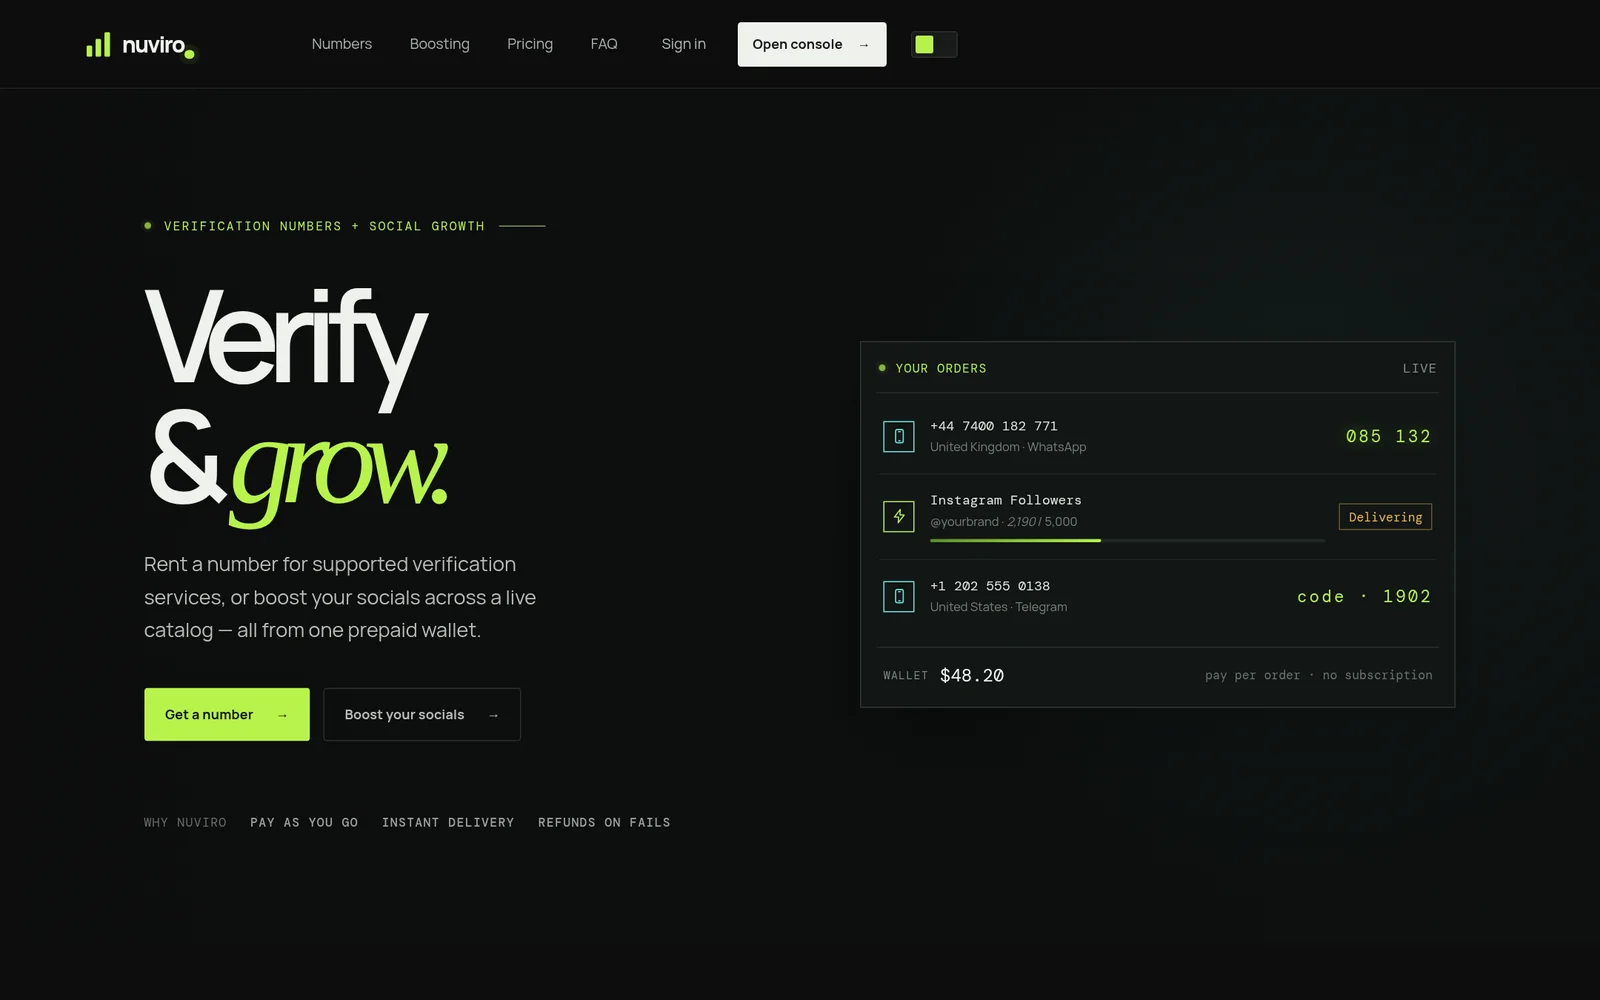 nuviro
Numbers Boosting Pricing FAQ Sign in Open console →
VERIFICATION NUMBERS + SOCIAL GROWTH
Verify
& grow.
Rent a number for supported verification
services, or boost your socials across a live
catalog — all from one prepaid wallet.
Get a number → Boost your socials →
WHY NUVIRO PAY AS YOU GO INSTANT DELIVERY REFUNDS ON FAILS
YOUR ORDERS LIVE
+44 7400 182 771
United Kingdom · WhatsApp
085 132
Instagram Followers
@yourbrand · 2,190 / 5,000
Delivering
+1 202 555 0138
United States · Telegram
code · 1902
WALLET $48.20 pay per order · no subscription